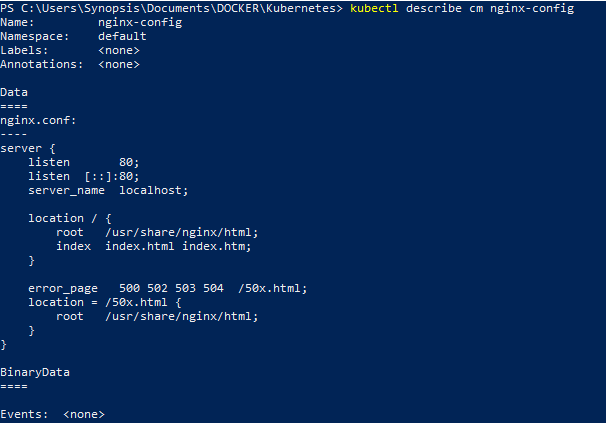 PS C:\Users\Synopsis\Documents\DOCKER\Kubernetes> kubectl describe cm nginx-config
Name:         nginx-config
Namespace:    default
Labels:       <none>
Annotations:  <none>

Data
====
nginx.conf:
----
server {
    listen       80;
    listen  [::]:80;
    server_name  localhost;

    location / {
        root   /usr/share/nginx/html;
        index  index.html index.htm;
    }

    error_page   500 502 503 504  /50x.html;
    location = /50x.html {
        root   /usr/share/nginx/html;
    }
}

BinaryData
====

Events:  <none>